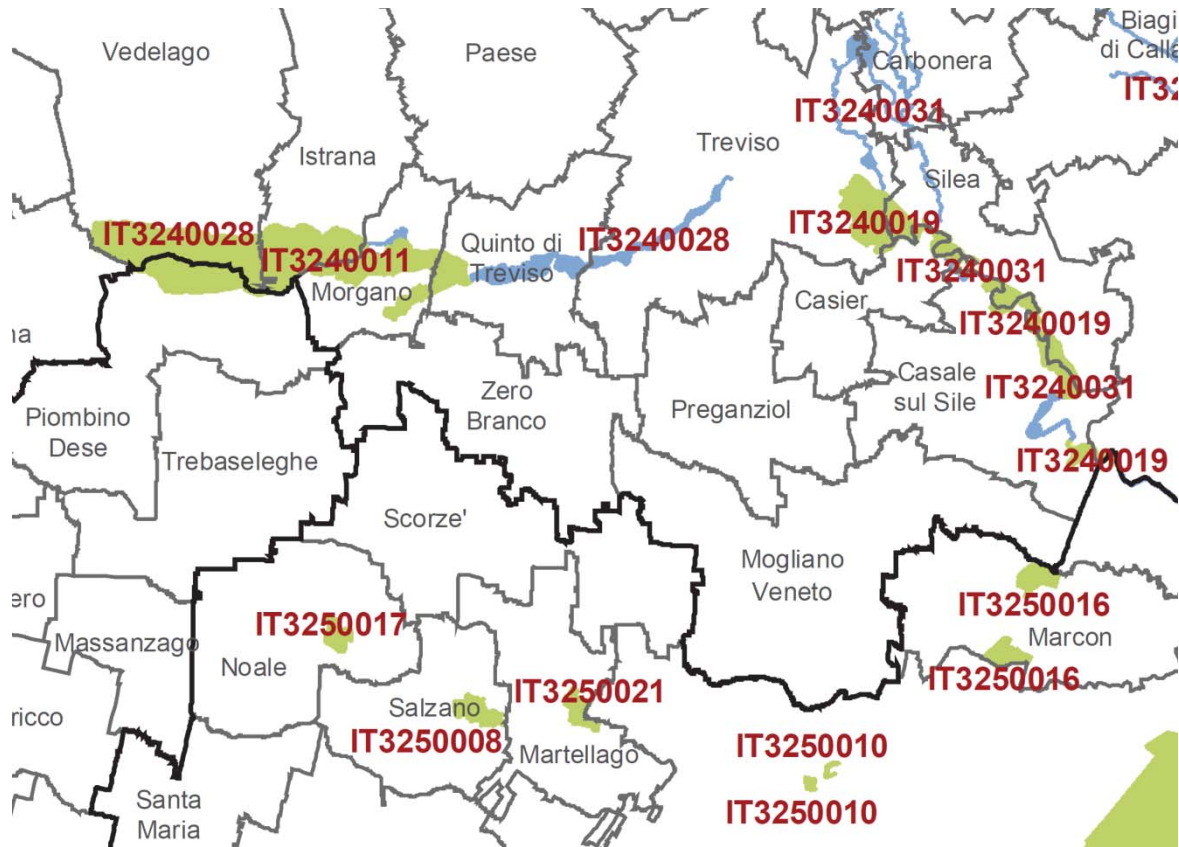 Vedelago
Paese
Carbonera
Biagi
di Calla
IT32
IT3240031
Istrana
Treviso
Silea
IT3240028
IT3240011
Morgano
Quinto di
Treviso
IT3240028
IT3240019
IT3240031
Casier
IT3240019
na
Piombino
Dese
Trebaseleghe
Zero
Branco
Preganziol
Casale
sul Sile
IT3240031
IT3240019
Scorze'
Mogliano
Veneto
ero
Massanzago
IT3250017
Noale
IT3250016
Marcon
IT3250016
ricco
Salzano
IT3250008
IT3250021
Martellago
IT3250010
IT3250010
Santa
Maria